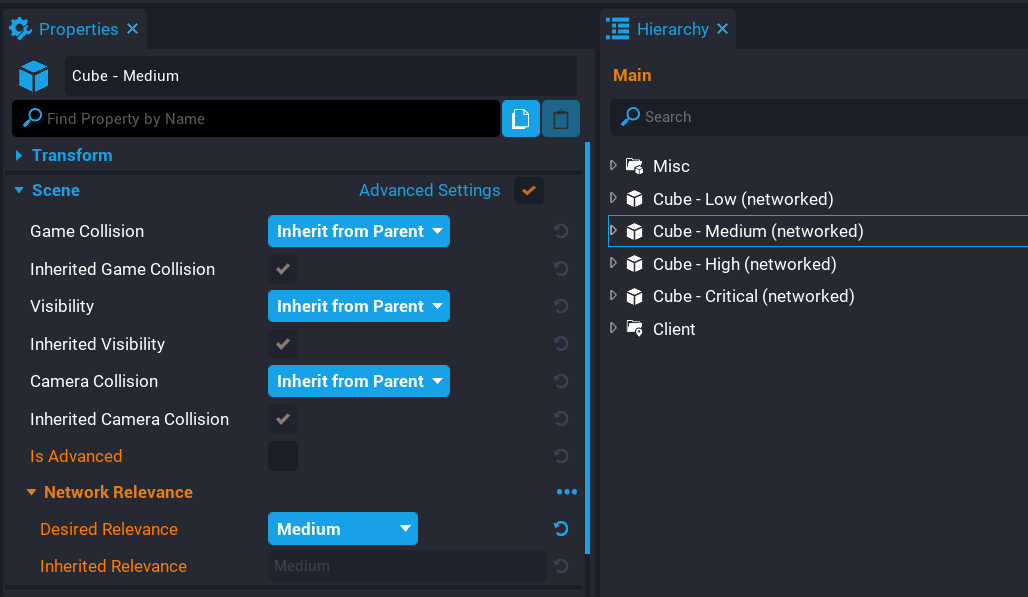 Properties
Cube - Medium
Find Property by Name
Transform
Scene Advanced Settings
Game Collision Inherit from Parent
Inherited Game Collision
Visibility Inherit from Parent
Inherited Visibility
Camera Collision Inherit from Parent
Inherited Camera Collision
Is Advanced
Network Relevance
Desired Relevance Medium
Inherited Relevance Medium
Hierarchy
Main
Search
Misc
Cube - Low (networked)
Cube - Medium (networked)
Cube - High (networked)
Cube - Critical (networked)
Client